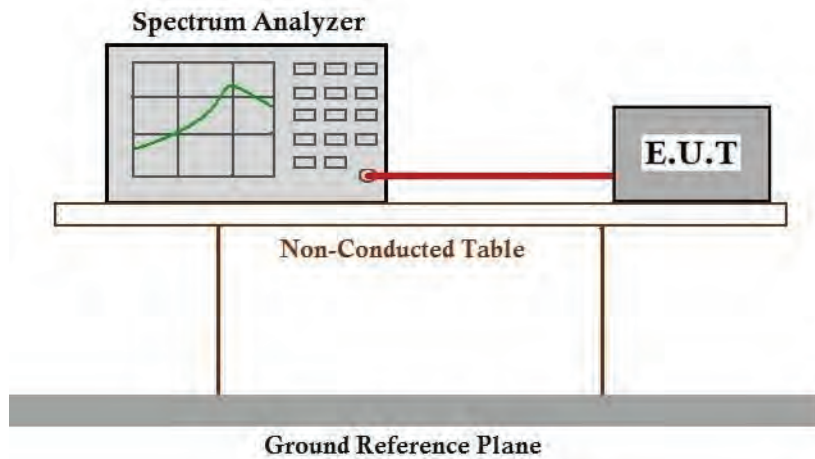 Spectrum Analyzer
E.U.T
Non-Conducted Table
Ground Reference Plane